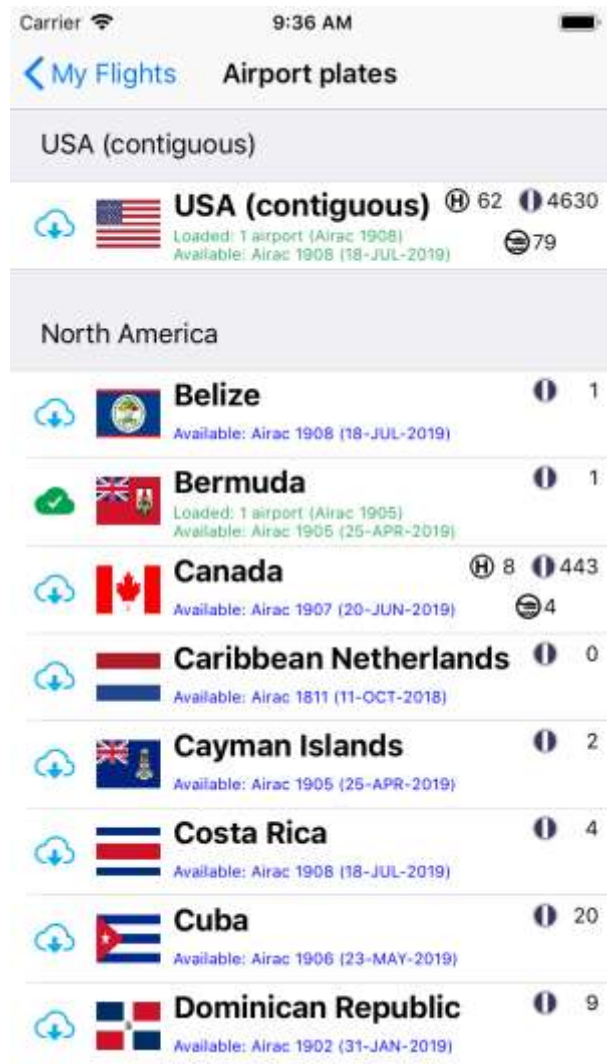 Carrier 9:36 AM
My Flights Airport plates
USA (contiguous)
USA (contiguous) H 62 4630
Loaded: 1 airport (Airac 1908)
Available: Airac 1908 (18-JUL-2019) 79
North America
Belize 1
Available: Airac 1908 (18-JUL-2019)
Bermuda 1
Loaded: 1 airport (Airac 1905)
Available: Airac 1905 (25-APR-2019)
Canada H 8 443
Available: Airac 1907 (20-JUN-2019) 4
Caribbean Netherlands 0
Available: Airac 1811 (11-OCT-2018)
Cayman Islands 2
Available: Airac 1905 (25-APR-2019)
Costa Rica 4
Available: Airac 1908 (18-JUL-2019)
Cuba 20
Available: Airac 1906 (23-MAY-2019)
Dominican Republic 9
Available: Airac 1902 (31-JAN-2019)